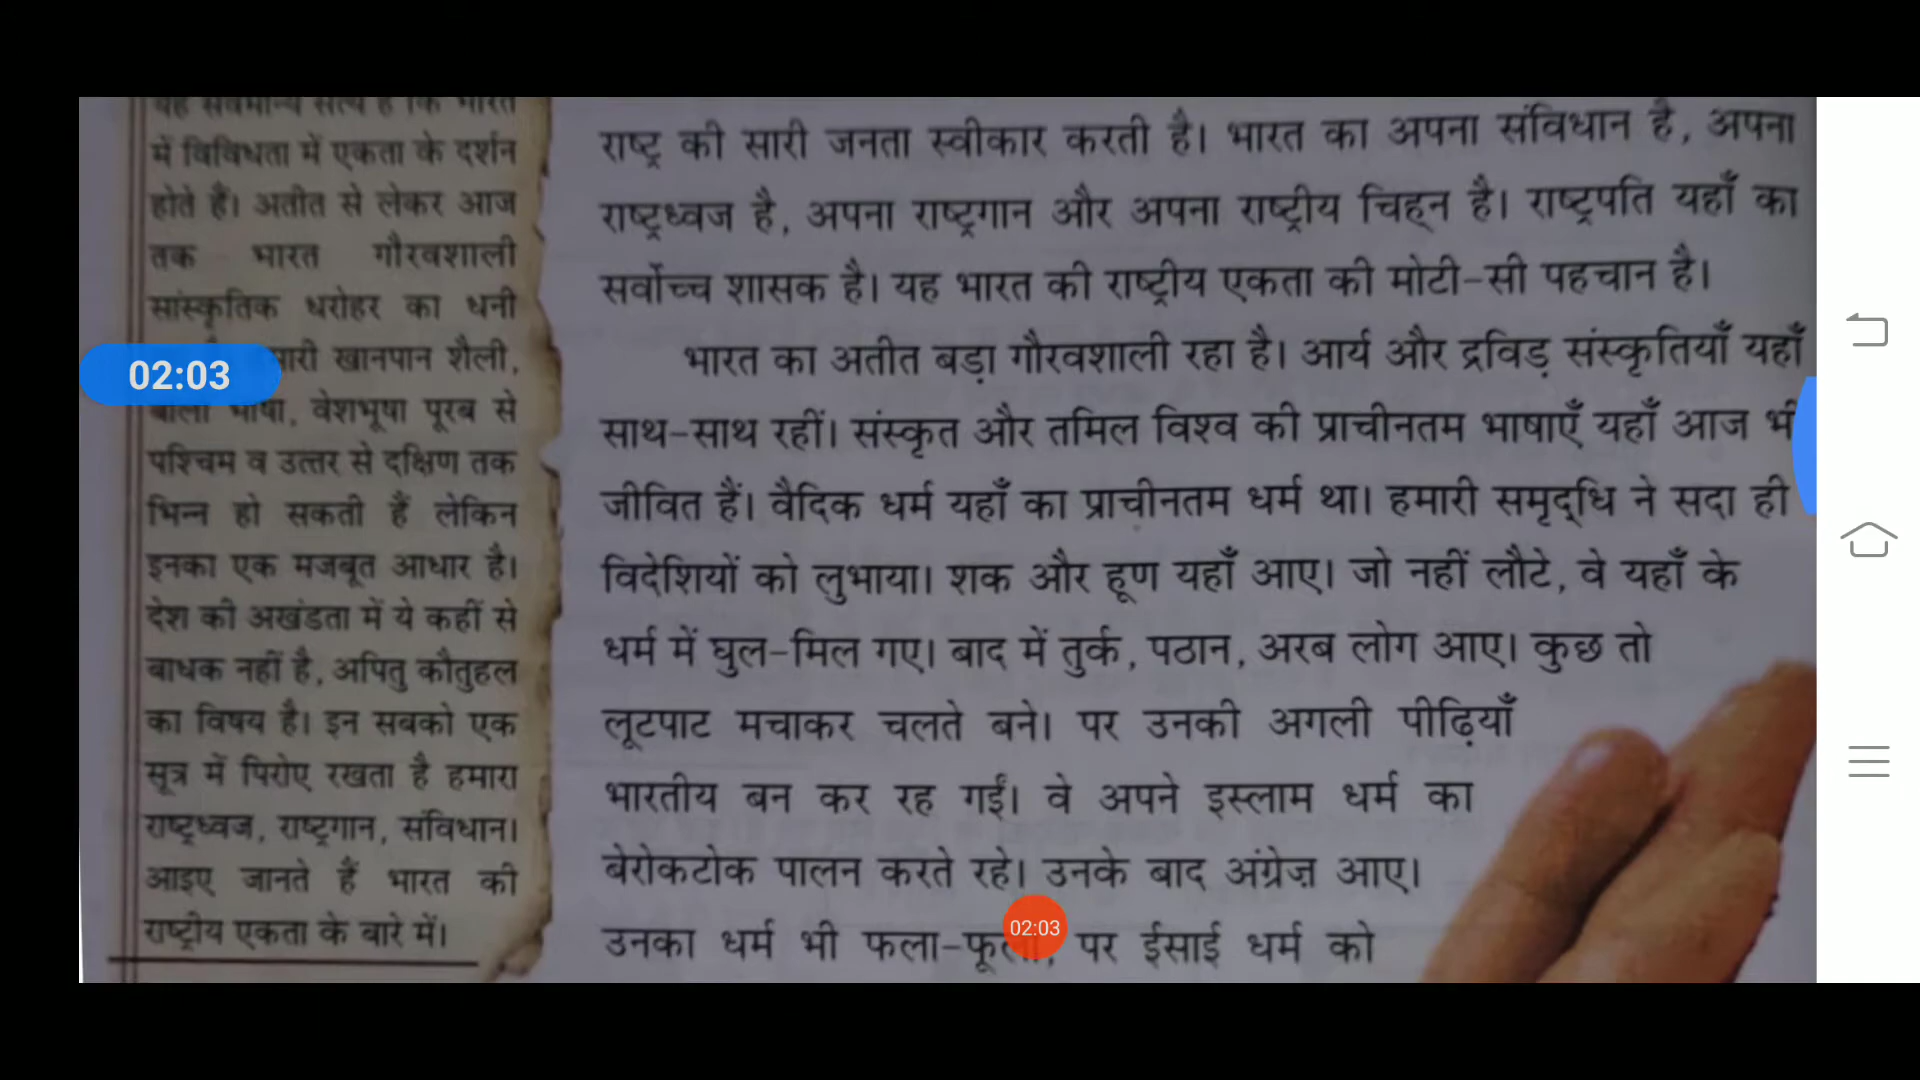 यह सर्वमान्य सत्य है कि भारत
में विविधता में एकता के दर्शन
होते हैं। अतीत से लेकर आज
तक भारत गौरवशाली
सांस्कृतिक धरोहर का धनी
खानपान शैली,
02:03
बोली भाषा, वेशभूषा पूरब से
पश्चिम व उत्तर से दक्षिण तक
भिन्न हो सकती हैं लेकिन
इनका एक मजबूत आधार है।
देश की अखंडता में ये कहीं से
बाधक नहीं है, अपितु कौतुहल
का विषय है। इन सबको एक
सूत्र में पिरोए रखता है हमारा
राष्ट्रध्वज, राष्ट्रगान, संविधान।
आइए जानते हैं भारत की
राष्ट्रीय एकता के बारे में।
राष्ट्र की सारी जनता स्वीकार करती है। भारत का अपना संविधान है, अपना
राष्ट्रध्वज है, अपना राष्ट्रगान और अपना राष्ट्रीय चिह्न है। राष्ट्रपति यहाँ का
सर्वोच्च शासक है। यह भारत की राष्ट्रीय एकता की मोटी-सी पहचान है।
भारत का अतीत बड़ा गौरवशाली रहा है। आर्य और द्रविड़ संस्कृतियाँ यहाँ
साथ-साथ रहीं। संस्कृत और तमिल विश्व की प्राचीनतम भाषाएँ यहाँ आज भी
जीवित हैं। वैदिक धर्म यहाँ का प्राचीनतम धर्म था। हमारी समृद्धि ने सदा ही
विदेशियों को लुभाया। शक और हूण यहाँ आए। जो नहीं लौटे, वे यहाँ के
धर्म में घुल-मिल गए। बाद में तुर्क, पठान, अरब लोग आए। कुछ तो
लूटपाट मचाकर चलते बने। पर उनकी अगली पीढ़ियाँ
भारतीय बन कर रह गईं। वे अपने इस्लाम धर्म का
बेरोकटोक पालन करते रहे। उनके बाद अंग्रेज़ आए।
उनका धर्म भी फला-फूला, पर ईसाई धर्म को
02:03